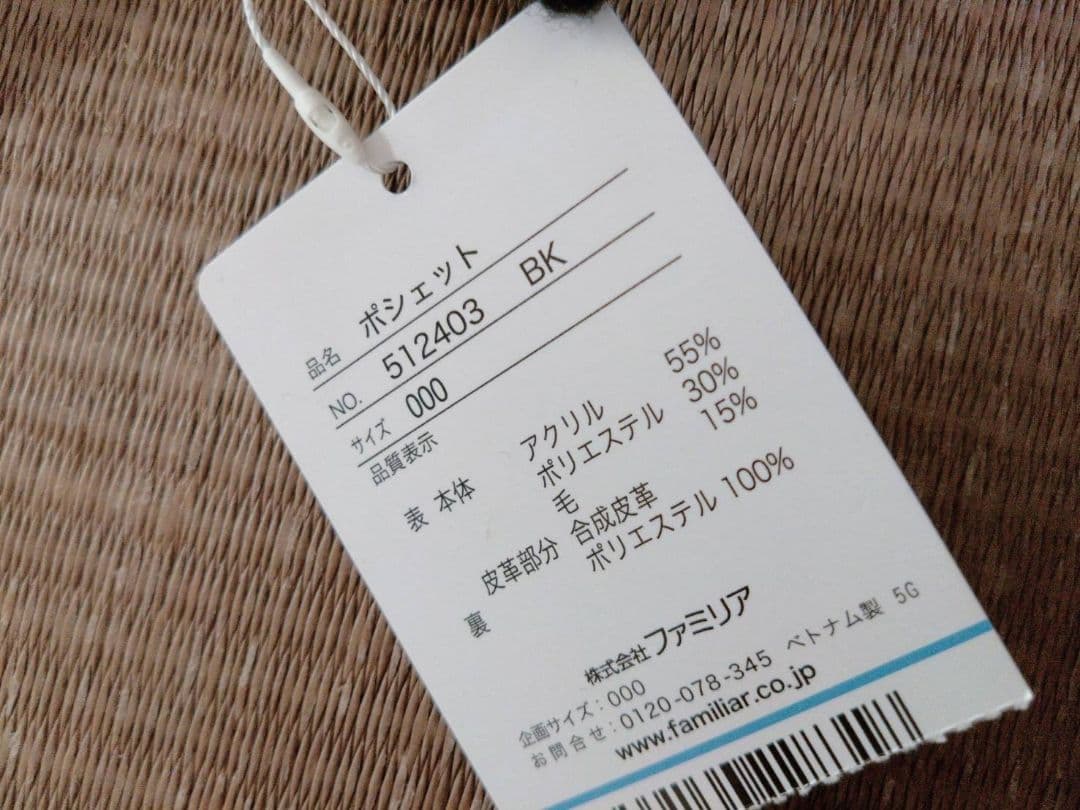 品名 ポシェット
NO. 512403 BK
サイズ 000
品質表示
表 本体 アクリル 55%
ポリエステル 30%
毛 15%
皮革部分 合成皮革
裏 ポリエステル 100%
株式会社ファミリア
企画サイズ:000
お問合せ:0120-078-345 ベトナム製 5G
www.familiar.co.jp